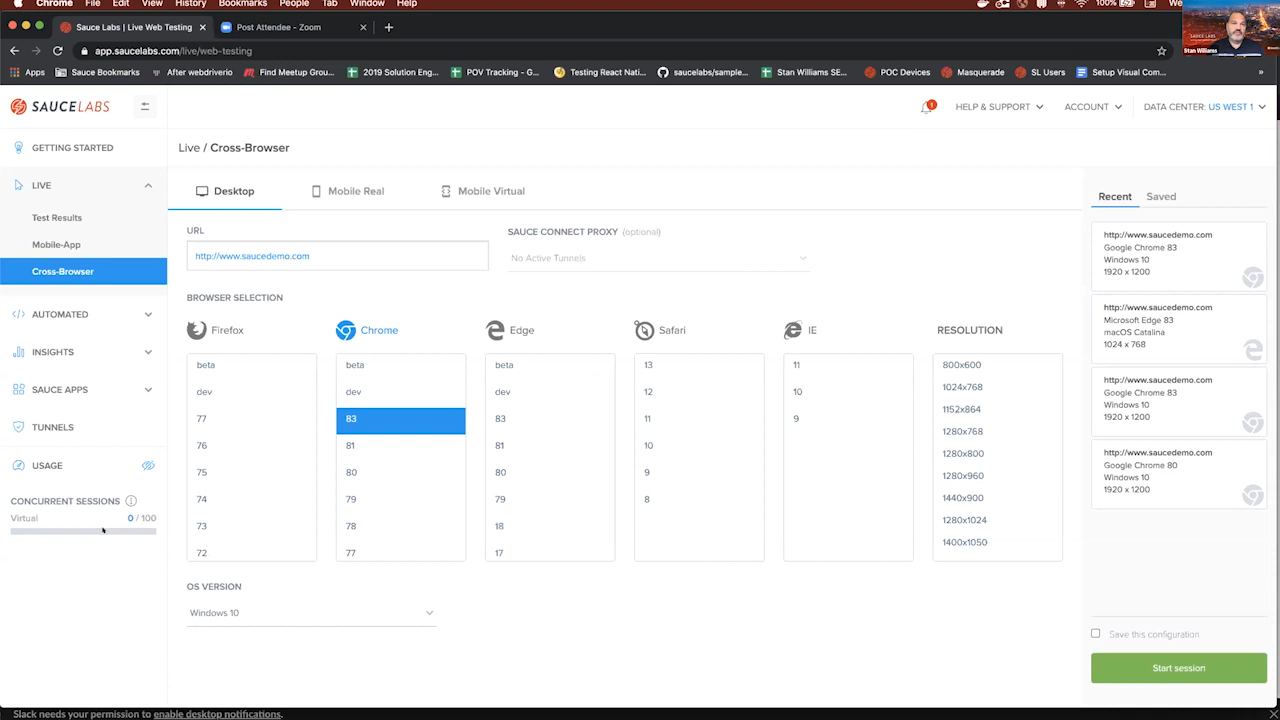 Chrome File Edit View History Bookmarks People Tab Window Help 100% We
Sauce Labs | Live Web Testing
Post Attendee - Zoom
app.saucelabs.com/live/web-testing
Apps Sauce Bookmarks After webdriverio Find Meetup Grou... 2019 Solution Eng... POV Tracking - G... Testing React Nati... saucelabs/sample... Stan Williams SE... POC Devices Masquerade SL Users Setup Visual Com... »
SAUCE LABS
Stan Williams
SAUCELABS
1
HELP & SUPPORT
ACCOUNT
DATA CENTER: US WEST 1
GETTING STARTED
LIVE
Test Results
Mobile-App
Cross-Browser
AUTOMATED
INSIGHTS
SAUCE APPS
TUNNELS
USAGE
CONCURRENT SESSIONS
Virtual 0 / 100
Live / Cross-Browser
Desktop Mobile Real Mobile Virtual
URL
http://www.saucedemo.com
SAUCE CONNECT PROXY (optional)
No Active Tunnels
BROWSER SELECTION
Firefox
beta
dev
77
76
75
74
73
72
Chrome
beta
dev
83
81
80
79
78
77
Edge
beta
dev
83
81
80
79
18
17
Safari
13
12
11
10
9
8
IE
11
10
9
RESOLUTION
800x600
1024x768
1152x864
1280x768
1280x800
1280x960
1440x900
1280x1024
1400x1050
OS VERSION
Windows 10
Recent Saved
http://www.saucedemo.com
Google Chrome 83
Windows 10
1920 x 1200
http://www.saucedemo.com
Microsoft Edge 83
macOS Catalina
1024 x 768
http://www.saucedemo.com
Google Chrome 83
Windows 10
1920 x 1200
http://www.saucedemo.com
Google Chrome 80
Windows 10
1920 x 1200
Save this configuration
Start session
Slack needs your permission to enable desktop notifications.